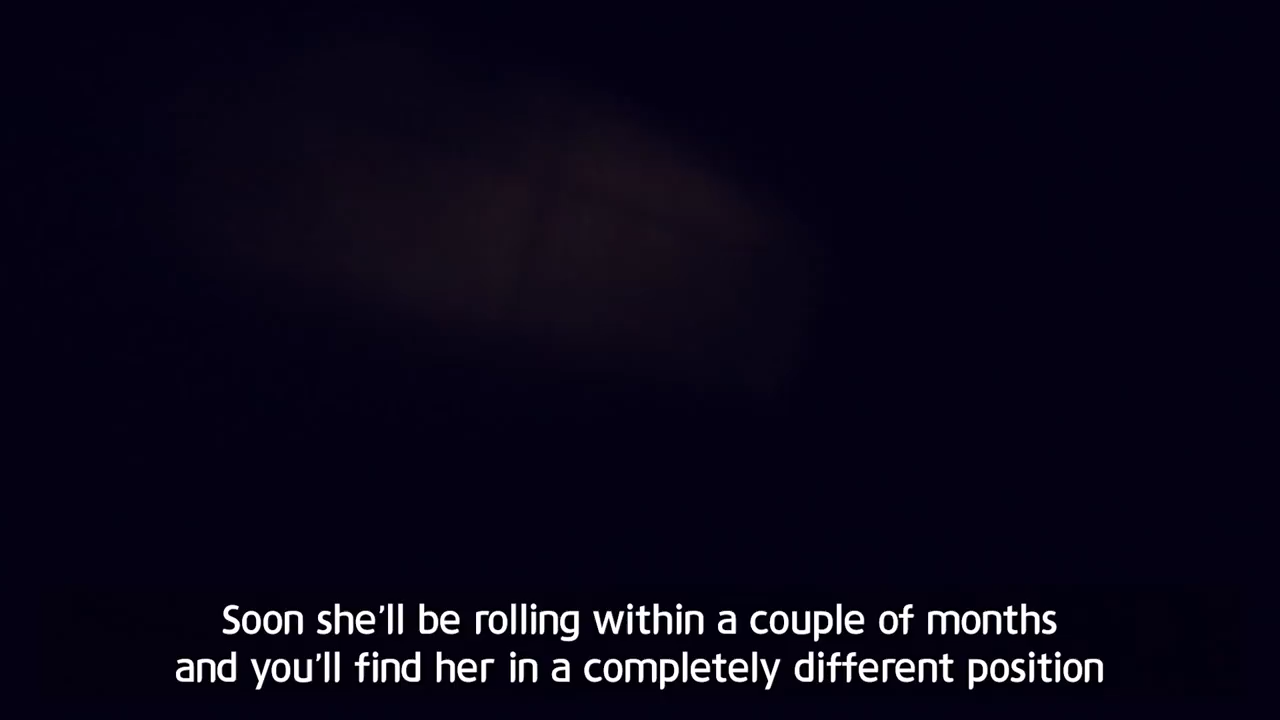 Soon she'll be rolling within a couple of months
and you'll find her in a completely different position